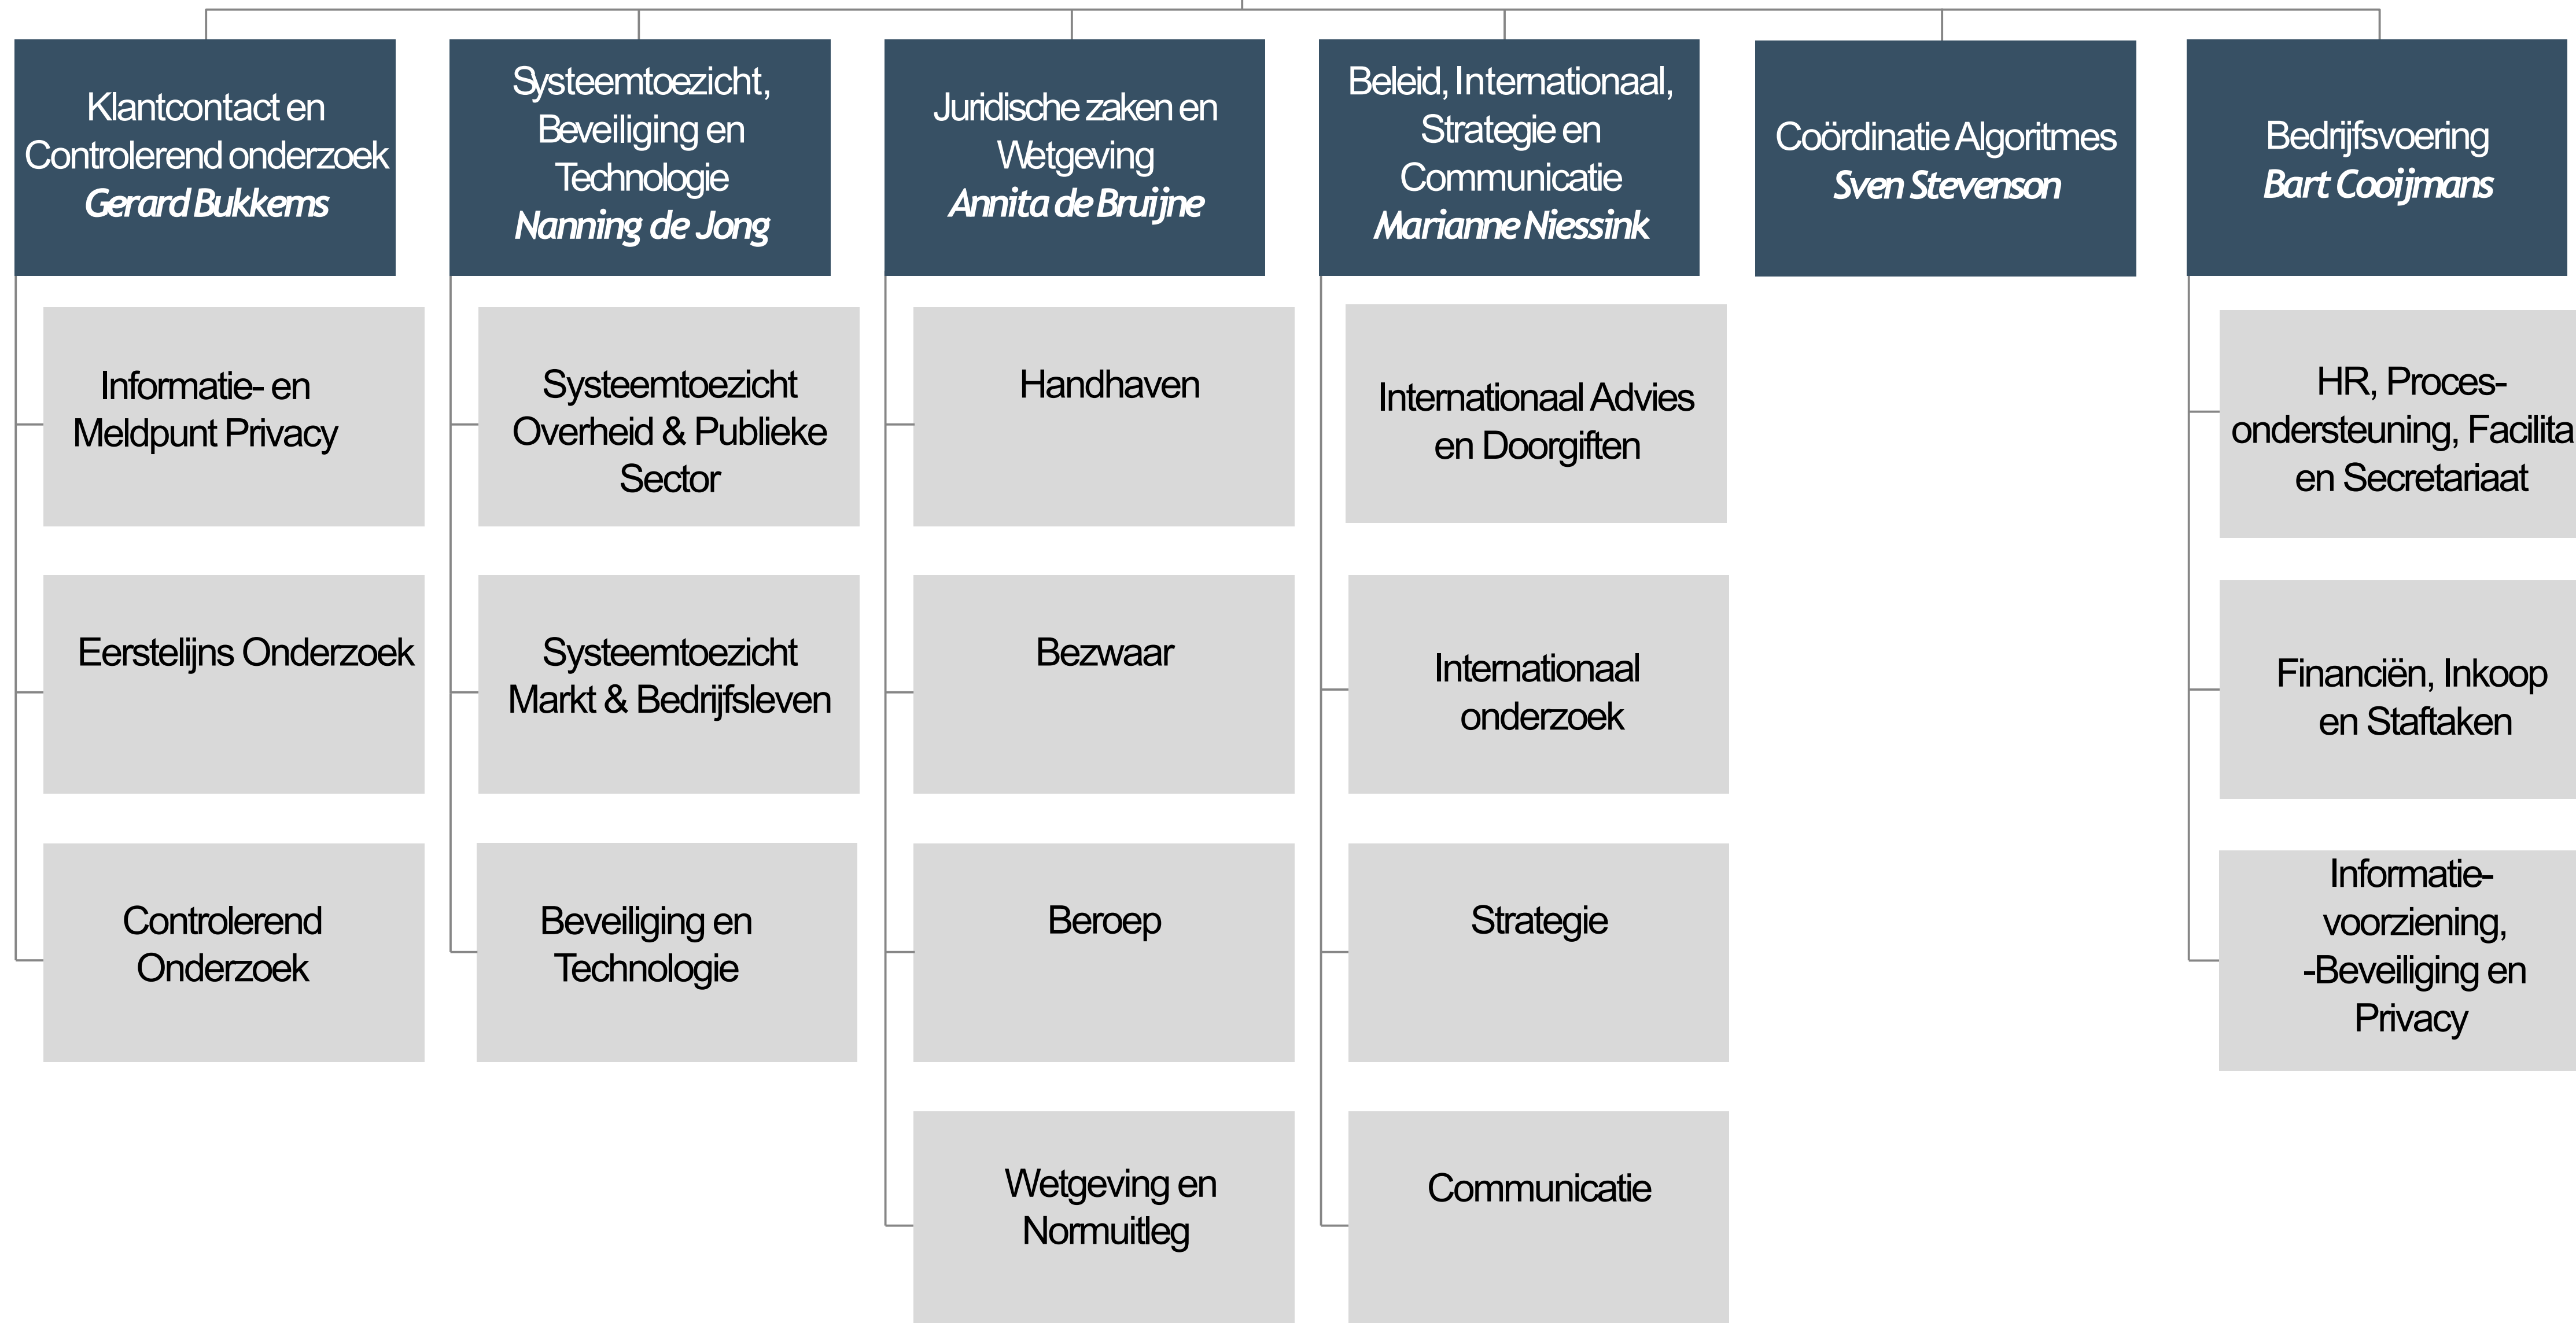 Klantcontact en
Controlerend onderzoek
Gerard Bukkems
Systeemtoezicht,
Beveiliging en
Technologie
Nanning de Jong
Juridische zaken en
Wetgeving
Annita de Bruijne
Beleid, Internationaal,
Strategie en
Communicatie
Marianne Niessink
Coördinatie Algoritmes
Sven Stevenson
Bedrijfsvoering
Bart Cooijmans
Informatie- en
Meldpunt Privacy
Eerstelijns Onderzoek
Controlerend
Onderzoek
Systeemtoezicht
Overheid & Publieke
Sector
Systeemtoezicht
Markt & Bedrijfsleven
Beveiliging en
Technologie
Handhaven
Bezwaar
Beroep
Wetgeving en
Normuitleg
Internationaal Advies
en Doorgiften
Internationaal
onderzoek
Strategie
Communicatie
HR, Proces-
ondersteuning, Facilita
en Secretariaat
Financiën, Inkoop
en Staftaken
Informatie-
voorziening,
-Beveiliging en
Privacy